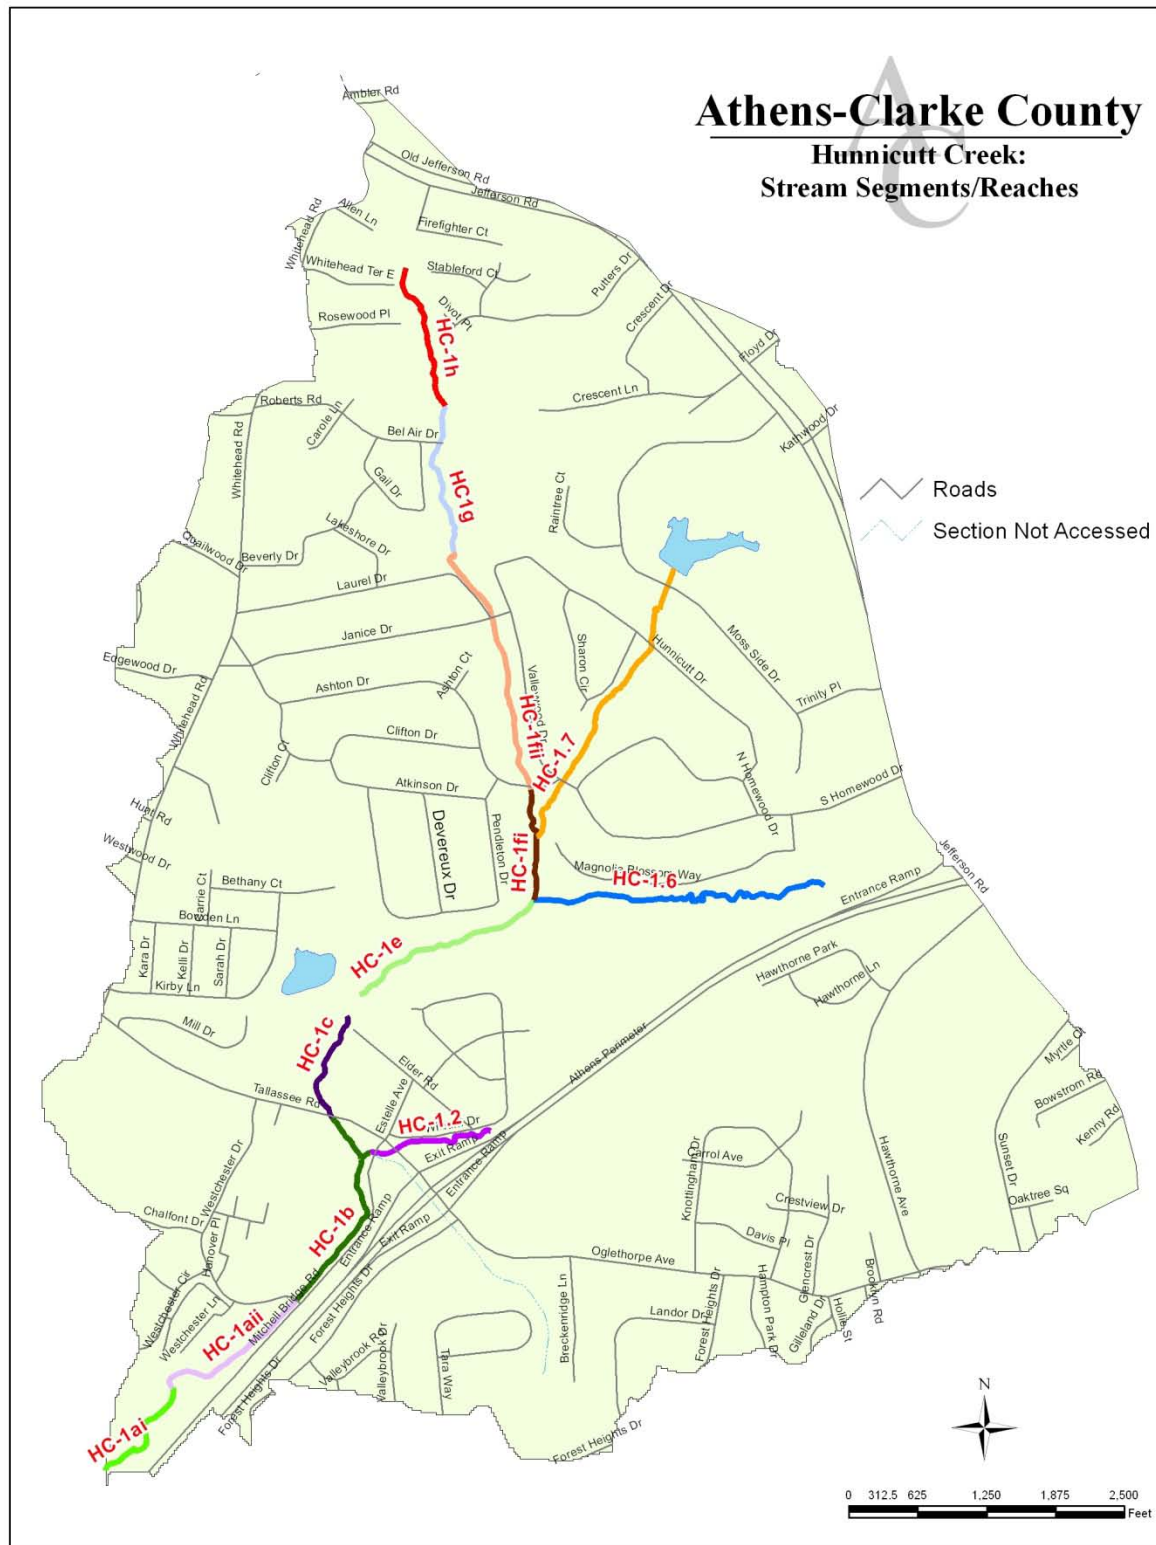 AC
Athens-Clarke County
Hunnicutt Creek:
Stream Segments/Reaches
Ambler Rd
Old Jefferson Rd
Jefferson Rd
Allen Ln
Whitehead Rd
Firefighter Ct
Whitehead Ter E
Stableford Ct
Putters Dr
Divot Pt
Crescent Dr
Rosewood Pl
HC-1h
Floyd Dr
Crescent Ln
Roberts Rd
Carole Ln
Bel Air Dr
Kathwood Dr
Whitehead Rd
Gail Dr
HC1g
Raintree Ct
Roads
Section Not Accessed
Lakeshore Dr
Quailwood Dr
Beverly Dr
Laurel Dr
Janice Dr
Sharon Cir
Hunnicutt Dr
Moss Side Dr
Edgewood Dr
Ashton Ct
Ashton Dr
Valleywood Dr
Trinity Pl
Whitehead Rd
HC-1fii
HC-1.7
Clifton Dr
Clifton Ct
Atkinson Dr
N Homewood Dr
S Homewood Dr
Hunt Rd
Devereux Dr
Pendleton Dr
HC-1fi
Westwood Dr
Magnolia Blossom Way
HC-1.6
Jefferson Rd
Entrance Ramp
Bethany Ct
Carrie Ct
Bowden Ln
Kara Dr
Kelli Dr
Sarah Dr
Kirby Ln
HC-1e
Hawthorne Park
Hawthorne Ln
Mill Dr
HC-1c
Athens Perimeter
Myrtle Ct
Elder Rd
Tallassee Rd
Estelle Ave
HC-1.2
Bowstrom Rd
Kenny Rd
Exit Ramp
Entrance Ramp
Westchester Dr
Knottingham Dr
Carrol Ave
Hawthorne Ave
Sunset Dr
Oaktree Sq
Crestview Dr
Chalfont Dr
Hanover Pl
HC-1b
Entrance Ramp
Exit Ramp
Davis Pl
Glencrest Dr
Oglethorpe Ave
Brooklyn Rd
Forest Heights Dr
Westchester Cir
Westchester Ln
Mitchell Bridge Rd
HC-1aii
Breckenridge Ln
Landor Dr
Forest Heights Dr
Hampton Park Dr
Gilleland Dr
Hollis St
Valleybrook Rd
Valleybrook Dr
Tara Way
Forest Heights Dr
HC-1ai
Forest Heights Dr
N
0 312.5 625 1,250 1,875 2,500
Feet